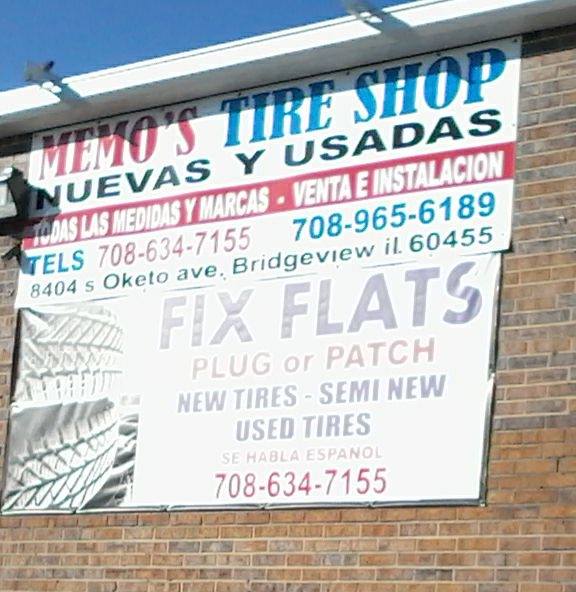 MEMO'S TIRE SHOP
NUEVAS Y USADAS
TODAS LAS MEDIDAS Y MARCAS - VENTA E INSTALACION
TELS 708-634-7155 708-965-6189
8404 s Oketo ave. Bridgeview il. 60455
FIX FLATS
PLUG or PATCH
NEW TIRES - SEMI NEW
USED TIRES
SE HABLA ESPANOL
708-634-7155